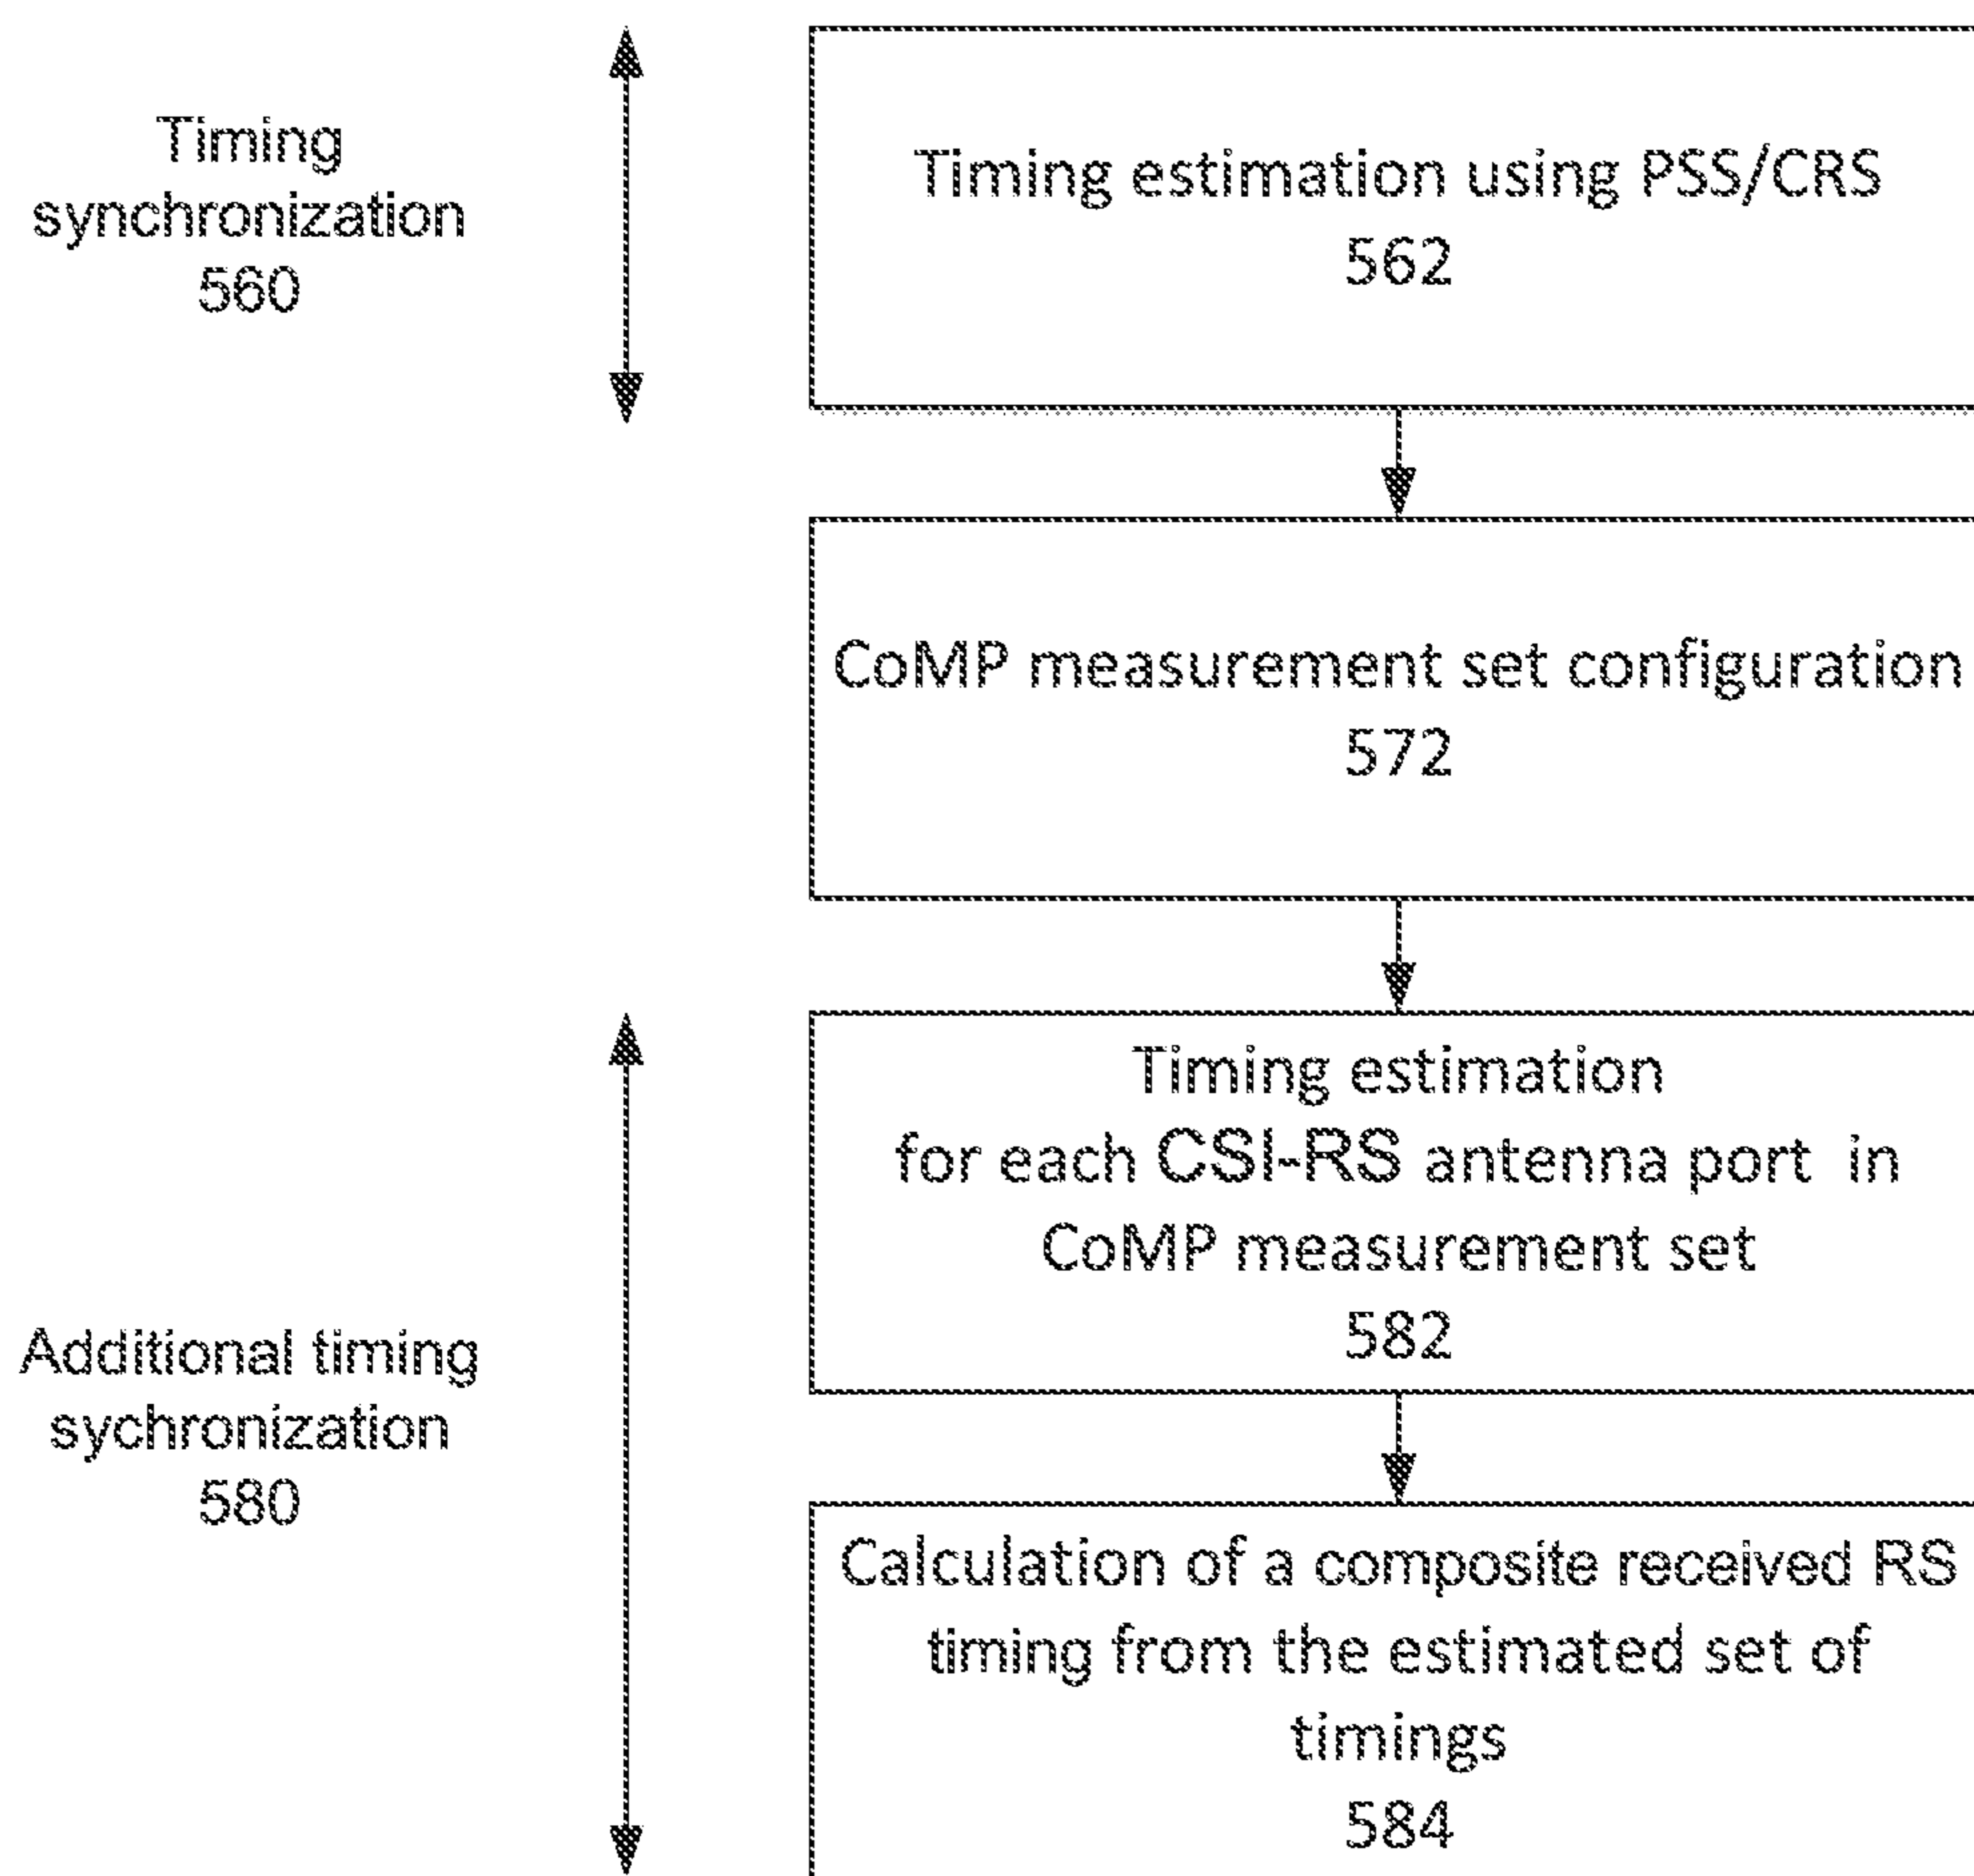 Timing
synchronization
560
Timing estimation using PSS/CRS
562
CoMP measurement set configuration
572
Timing estimation
for each CSI-RS antenna port in
CoMP measurement set
582
Additional timing
sychronization
580
Calculation of a composite received RS
timing from the estimated set of
timings
584